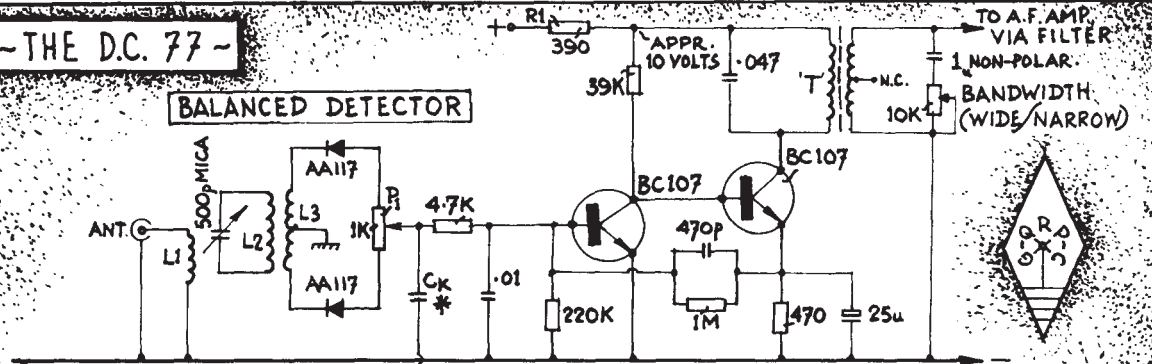 ~THE D.C. 77~
BALANCED DETECTOR
+
R1
390
APPR.
10 VOLTS
39K
.047
'T'
N.C.
TO A.F. AMP.
VIA FILTER
1u NON-POLAR.
10K
BANDWIDTH
(WIDE/NARROW)
ANT.
L1
500p MICA
L2
L3
AA117
AA117
P1
1K
4.7K
CK
*
.01
220K
BC107
BC107
470p
1M
470
25u
G-QRP-C
-